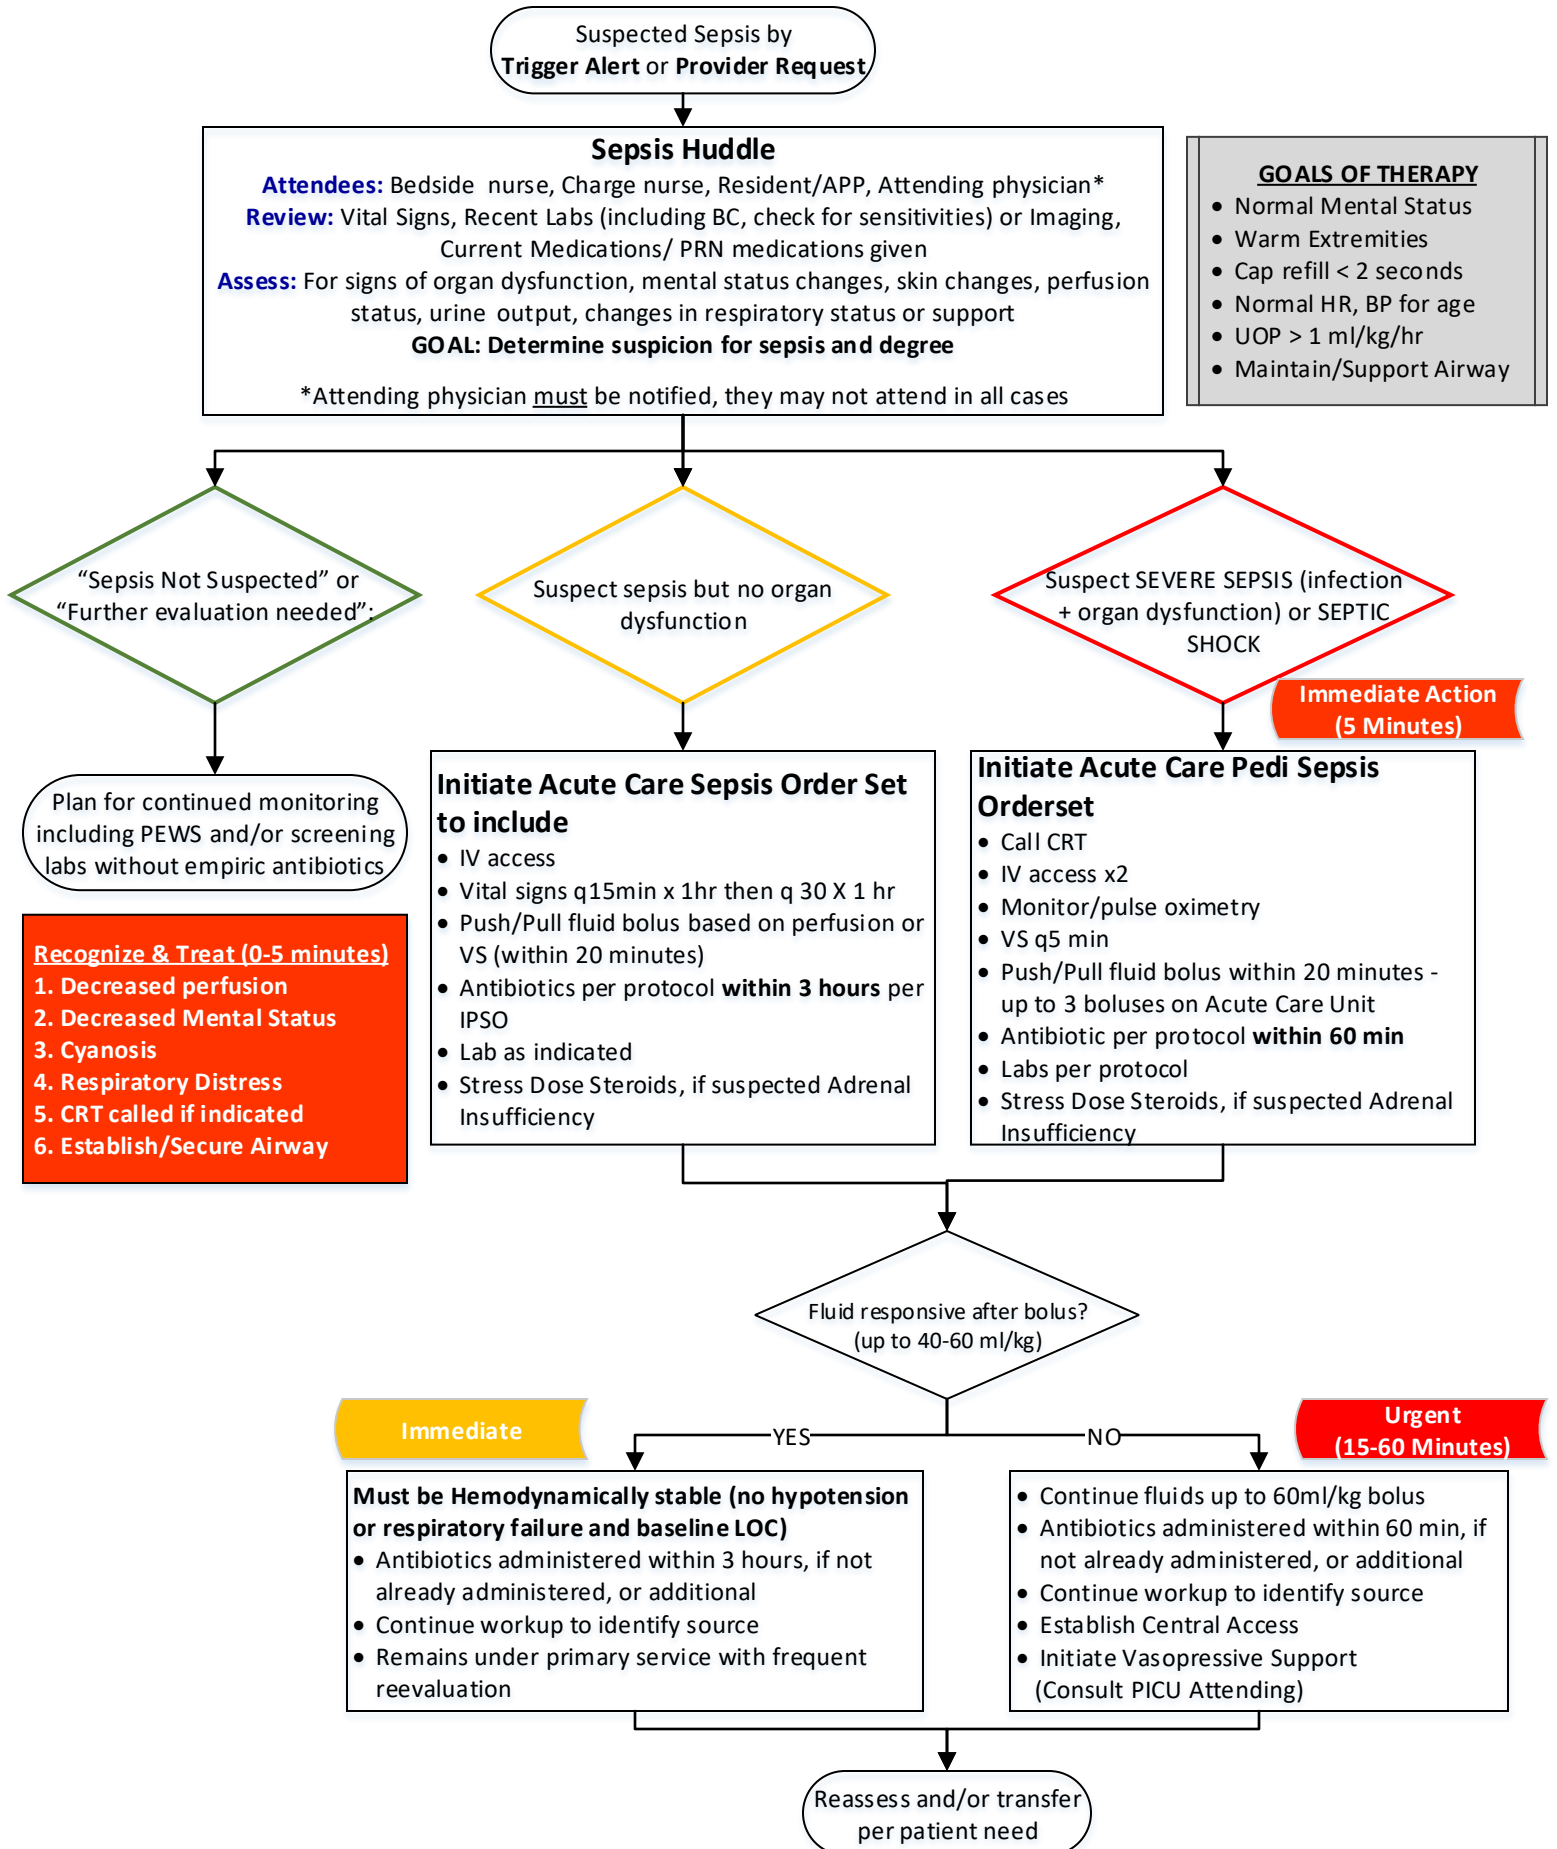 Suspected Sepsis by
Trigger Alert or Provider Request
Sepsis Huddle
Attendees: Bedside nurse, Charge nurse, Resident/APP, Attending physician*
Review: Vital Signs, Recent Labs (including BC, check for sensitivities) or Imaging,
Current Medications/ PRN medications given
Assess: For signs of organ dysfunction, mental status changes, skin changes, perfusion
status, urine output, changes in respiratory status or support
GOAL: Determine suspicion for sepsis and degree
*Attending physician must be notified, they may not attend in all cases
GOALS OF THERAPY
• Normal Mental Status
• Warm Extremities
• Cap refill < 2 seconds
• Normal HR, BP for age
• UOP > 1 ml/kg/hr
• Maintain/Support Airway
“Sepsis Not Suspected” or
“Further evaluation needed”:
Suspect sepsis but no organ
dysfunction
Suspect SEVERE SEPSIS (infection
+ organ dysfunction) or SEPTIC
SHOCK
Immediate Action
(5 Minutes)
Plan for continued monitoring
including PEWS and/or screening
labs without empiric antibiotics
Recognize & Treat (0-5 minutes)
1. Decreased perfusion
2. Decreased Mental Status
3. Cyanosis
4. Respiratory Distress
5. CRT called if indicated
6. Establish/Secure Airway
Initiate Acute Care Sepsis Order Set
to include
• IV access
• Vital signs q15min x 1hr then q 30 X 1 hr
• Push/Pull fluid bolus based on perfusion or
VS (within 20 minutes)
• Antibiotics per protocol within 3 hours per
IPSO
• Lab as indicated
• Stress Dose Steroids, if suspected Adrenal
Insufficiency
Initiate Acute Care Pedi Sepsis
Orderset
• Call CRT
• IV access x2
• Monitor/pulse oximetry
• VS q5 min
• Push/Pull fluid bolus within 20 minutes -
up to 3 boluses on Acute Care Unit
• Antibiotic per protocol within 60 min
• Labs per protocol
• Stress Dose Steroids, if suspected Adrenal
Insufficiency
Fluid responsive after bolus?
(up to 40-60 ml/kg)
Immediate
YES
NO
Urgent
(15-60 Minutes)
Must be Hemodynamically stable (no hypotension
or respiratory failure and baseline LOC)
• Antibiotics administered within 3 hours, if not
already administered, or additional
• Continue workup to identify source
• Remains under primary service with frequent
reevaluation
• Continue fluids up to 60ml/kg bolus
• Antibiotics administered within 60 min, if
not already administered, or additional
• Continue workup to identify source
• Establish Central Access
• Initiate Vasopressive Support
(Consult PICU Attending)
Reassess and/or transfer
per patient need